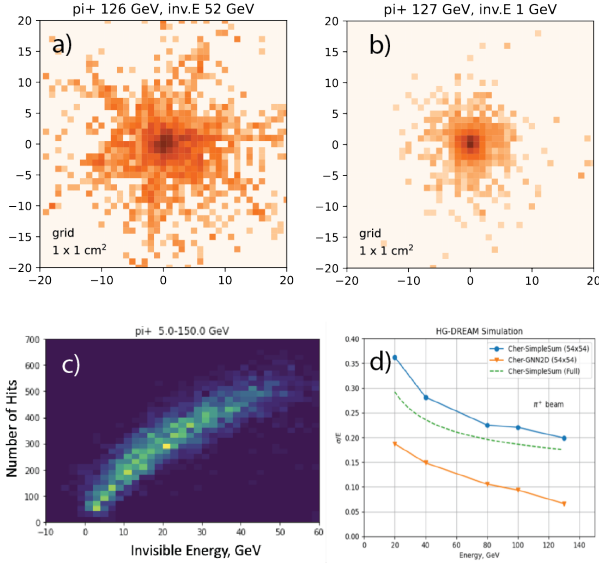 pi+ 126 GeV, inv.E 52 GeV
a)
20
15
10
5
0
−5
−10
−15
−20
grid
1 x 1 cm²
−20 −10 0 10 20
pi+ 127 GeV, inv.E 1 GeV
b)
20
15
10
5
0
−5
−10
−15
−20
grid
1 x 1 cm²
−20 −10 0 10 20
pi+ 5.0-150.0 GeV
c)
Number of Hits
700
600
500
400
300
200
100
0
−10 0 10 20 30 40 50 60
Invisible Energy, GeV
HG-DREAM Simulation
d)
Cher-SimpleSum (54x54)
Cher-GNN2D (54x54)
Cher-SimpleSum (Full)
π⁺ beam
σ/E
0.40
0.35
0.30
0.25
0.20
0.15
0.10
0.05
0.00
0 20 40 60 80 100 120 140
Energy, GeV